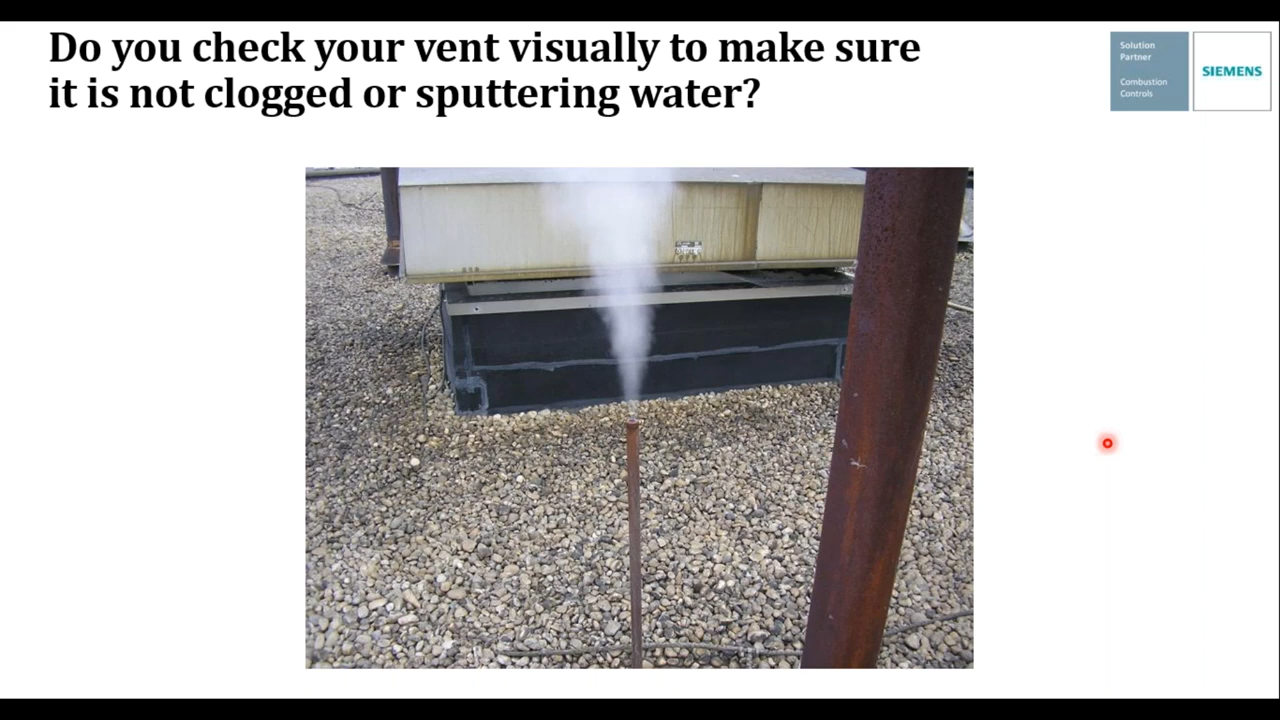 Do you check your vent visually to make sure
it is not clogged or sputtering water?
Solution
Partner
Combustion
Controls
SIEMENS